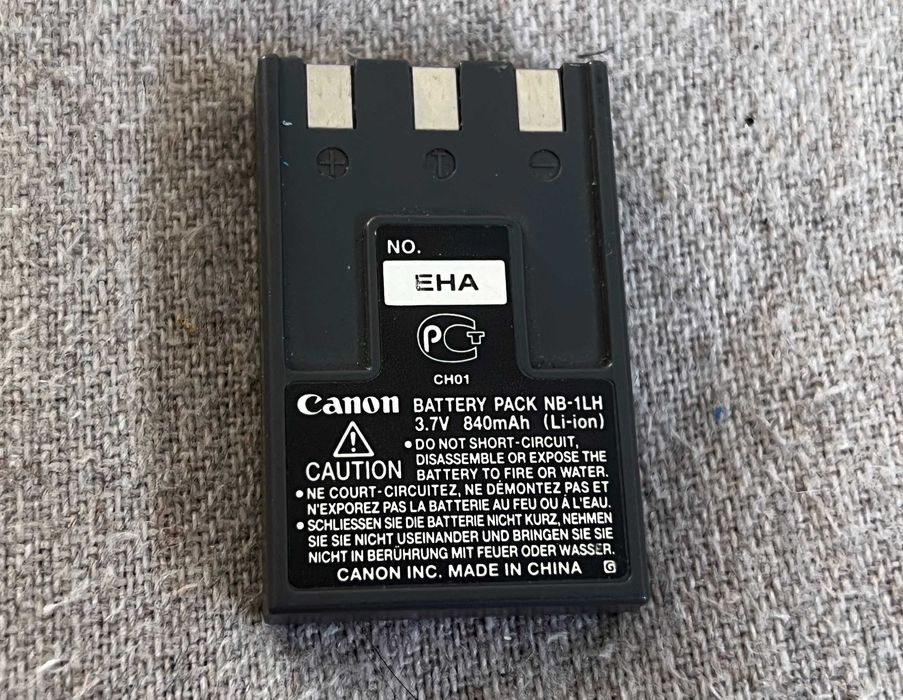 + T −
NO.
EHA
PCT
CH01
Canon BATTERY PACK NB-1LH
3.7V 840mAh (Li-ion)
CAUTION
• DO NOT SHORT-CIRCUIT,
DISASSEMBLE OR EXPOSE THE
BATTERY TO FIRE OR WATER.
• NE COURT-CIRCUITEZ, NE DÉMONTEZ PAS ET
N'EXPOREZ PAS LA BATTERIE AU FEU OU À L'EAU.
• SCHLIESSEN SIE DIE BATTERIE NICHT KURZ, NEHMEN
SIE SIE NICHT USEINANDER UND BRINGEN SIE SIE
NICHT IN BERÜHRUNG MIT FEUER ODER WASSER.
CANON INC. MADE IN CHINA G